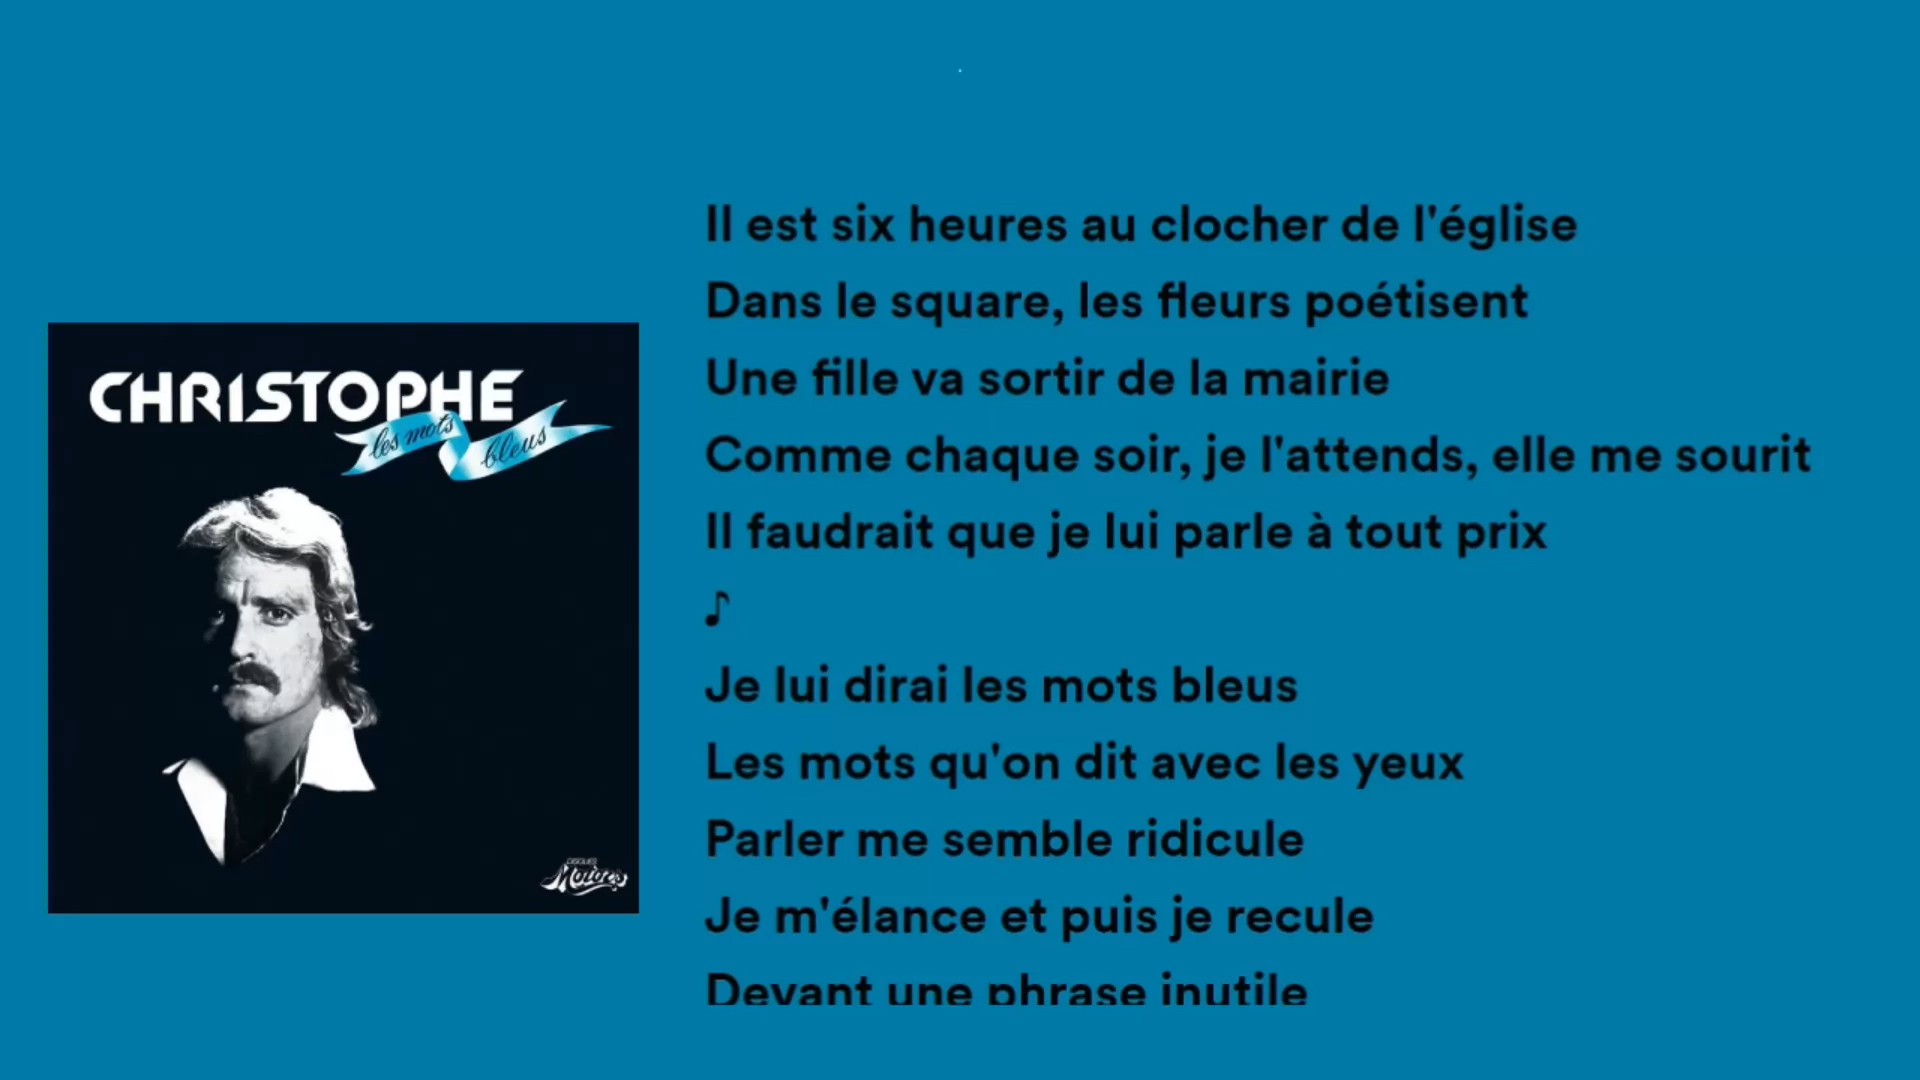 CHRISTOPHE
les mots bleus
DISQUES
Motors
Il est six heures au clocher de l'église
Dans le square, les fleurs poétisent
Une fille va sortir de la mairie
Comme chaque soir, je l'attends, elle me sourit
Il faudrait que je lui parle à tout prix
♪
Je lui dirai les mots bleus
Les mots qu'on dit avec les yeux
Parler me semble ridicule
Je m'élance et puis je recule
Devant une phrase inutile